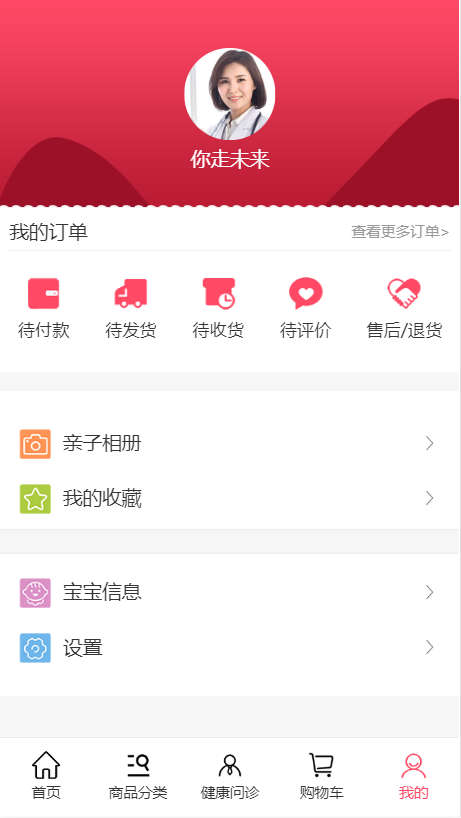 你走未来
我的订单 查看更多订单>
待付款 待发货 待收货 待评价 售后/退货
亲子相册
我的收藏
宝宝信息
设置
首页 商品分类 健康问诊 购物车 我的